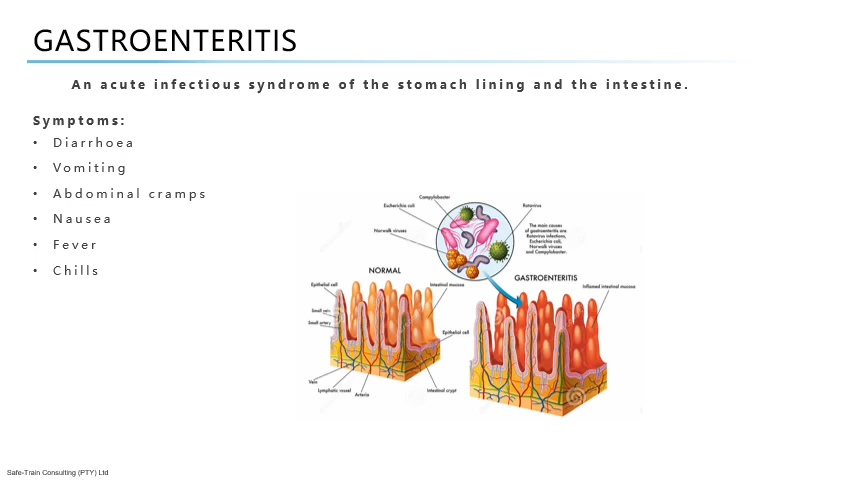 GASTROENTERITIS
An acute infectious syndrome of the stomach lining and the intestine.
Symptoms:
• Diarrhoea
• Vomiting
• Abdominal cramps
• Nausea
• Fever
• Chills
Campylobacter
Escherichia coli
Rotavirus
Norwalk viruses
The main causes
of gastroenteritis are
Rotavirus infections,
Escherichia coli,
Norwalk viruses
and Campylobacter.
NORMAL
GASTROENTERITIS
Epithelial cell
Intestinal mucosa
Inflamed intestinal mucosa
Small vein
Small artery
Epithelial cell
Vein
Lymphatic vessel
Arteria
Intestinal crypt
Safe-Train Consulting (PTY) Ltd